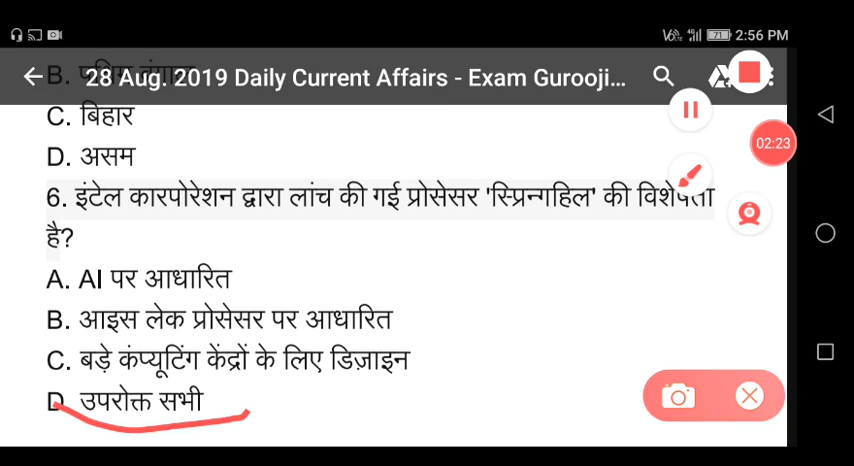 2:56 PM
28 Aug. 2019 Daily Current Affairs - Exam Gurooji...
B.
C. बिहार
02:23
D. असम
6. इंटेल कारपोरेशन द्वारा लांच की गई प्रोसेसर 'स्प्रिन्गहिल' की विशेषता
है?
A. AI पर आधारित
B. आइस लेक प्रोसेसर पर आधारित
C. बड़े कंप्यूटिंग केंद्रों के लिए डिज़ाइन
D. उपरोक्त सभी